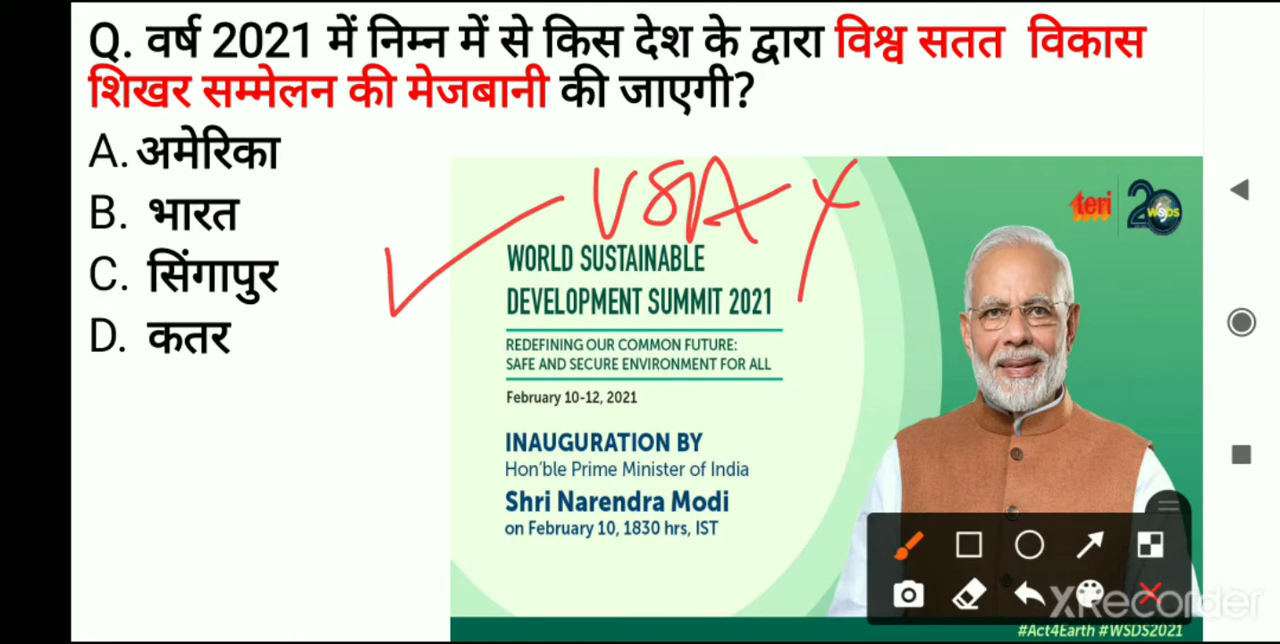 Q. वर्ष 2021 में निम्न में से किस देश के द्वारा विश्व सतत विकास
शिखर सम्मेलन की मेजबानी की जाएगी?
A. अमेरिका
B. भारत
C. सिंगापुर
D. कतर
USA
teri
20
WSDS
WORLD SUSTAINABLE
DEVELOPMENT SUMMIT 2021
REDEFINING OUR COMMON FUTURE:
SAFE AND SECURE ENVIRONMENT FOR ALL
February 10-12, 2021
INAUGURATION BY
Hon'ble Prime Minister of India
Shri Narendra Modi
on February 10, 1830 hrs, IST
XRecorder
#Act4Earth #WSDS2021